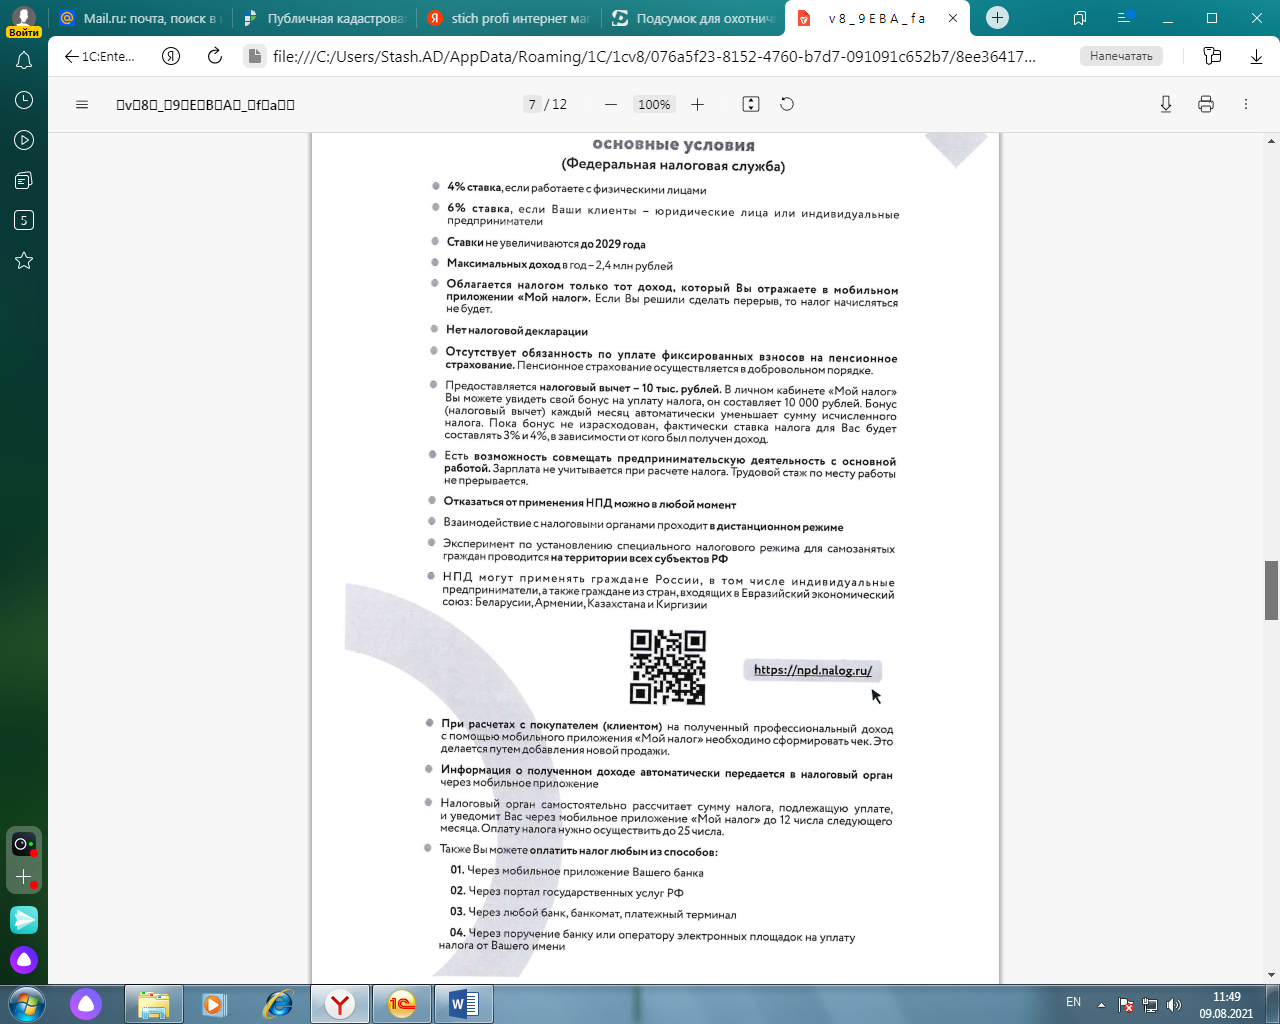 Войти
Mail.ru: почта, поиск в
Публичная кадастрова
stich profi интернет ма
Подсумок для охотнич
v 8 _ 9 E B A _ f a
1C:Ente...
file:///C:/Users/Stash.AD/AppData/Roaming/1C/1cv8/076a5f23-8152-4760-b7d7-091091c652b7/8ee36417...
Напечатать
v8_9EBA_fa
7 / 12
100%
основные условия
(Федеральная налоговая служба)
4% ставка, если работаете с физическими лицами
6% ставка, если Ваши клиенты – юридические лица или индивидуальные
предприниматели
Ставки не увеличиваются до 2029 года
Максимальных доход в год – 2,4 млн рублей
Облагается налогом только тот доход, который Вы отражаете в мобильном
приложении «Мой налог». Если Вы решили сделать перерыв, то налог начисляться
не будет.
Нет налоговой декларации
Отсутствует обязанность по уплате фиксированных взносов на пенсионное
страхование. Пенсионное страхование осуществляется в добровольном порядке.
Предоставляется налоговый вычет – 10 тыс. рублей. В личном кабинете «Мой налог»
Вы можете увидеть свой бонус на уплату налога, он составляет 10 000 рублей. Бонус
(налоговый вычет) каждый месяц автоматически уменьшает сумму исчисленного
налога. Пока бонус не израсходован, фактически ставка налога для Вас будет
составлять 3% и 4%, в зависимости от кого был получен доход.
Есть возможность совмещать предпринимательскую деятельность с основной
работой. Зарплата не учитывается при расчете налога. Трудовой стаж по месту работы
не прерывается.
Отказаться от применения НПД можно в любой момент
Взаимодействие с налоговыми органами проходит в дистанционном режиме
Эксперимент по установлению специального налогового режима для самозанятых
граждан проводится на территории всех субъектов РФ
НПД могут применять граждане России, в том числе индивидуальные
предприниматели, а также граждане из стран, входящих в Евразийский экономический
союз: Беларусии, Армении, Казахстана и Киргизии
https://npd.nalog.ru/
При расчетах с покупателем (клиентом) на полученный профессиональный доход
с помощью мобильного приложения «Мой налог» необходимо сформировать чек. Это
делается путем добавления новой продажи.
Информация о полученном доходе автоматически передается в налоговый орган
через мобильное приложение
Налоговый орган самостоятельно рассчитает сумму налога, подлежащую уплате,
и уведомит Вас через мобильное приложение «Мой налог» до 12 числа следующего
месяца. Оплату налога нужно осуществить до 25 числа.
Также Вы можете оплатить налог любым из способов:
01. Через мобильное приложение Вашего банка
02. Через портал государственных услуг РФ
03. Через любой банк, банкомат, платежный терминал
04. Через поручение банку или оператору электронных площадок на уплату
налога от Вашего имени
5
EN
11:49
09.08.2021